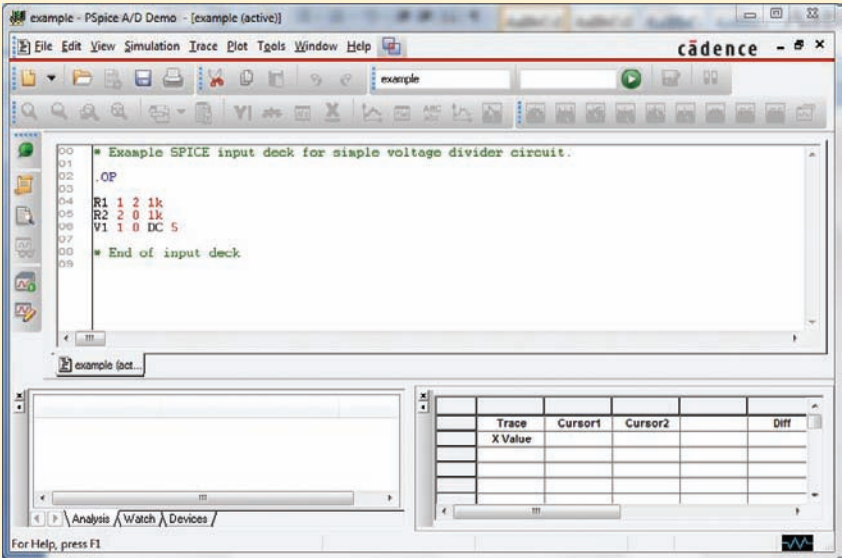 example - PSpice A/D Demo - [example (active)]
File Edit View Simulation Trace Plot Tools Window Help
cādence
example
00 * Example SPICE input deck for simple voltage divider circuit.
01
02 .OP
03
04 R1 1 2 1k
05 R2 2 0 1k
06 V1 1 0 DC 5
07
08 * End of input deck
09
example (act...
Trace Cursor1 Cursor2 Diff
X Value
Analysis Watch Devices
For Help, press F1